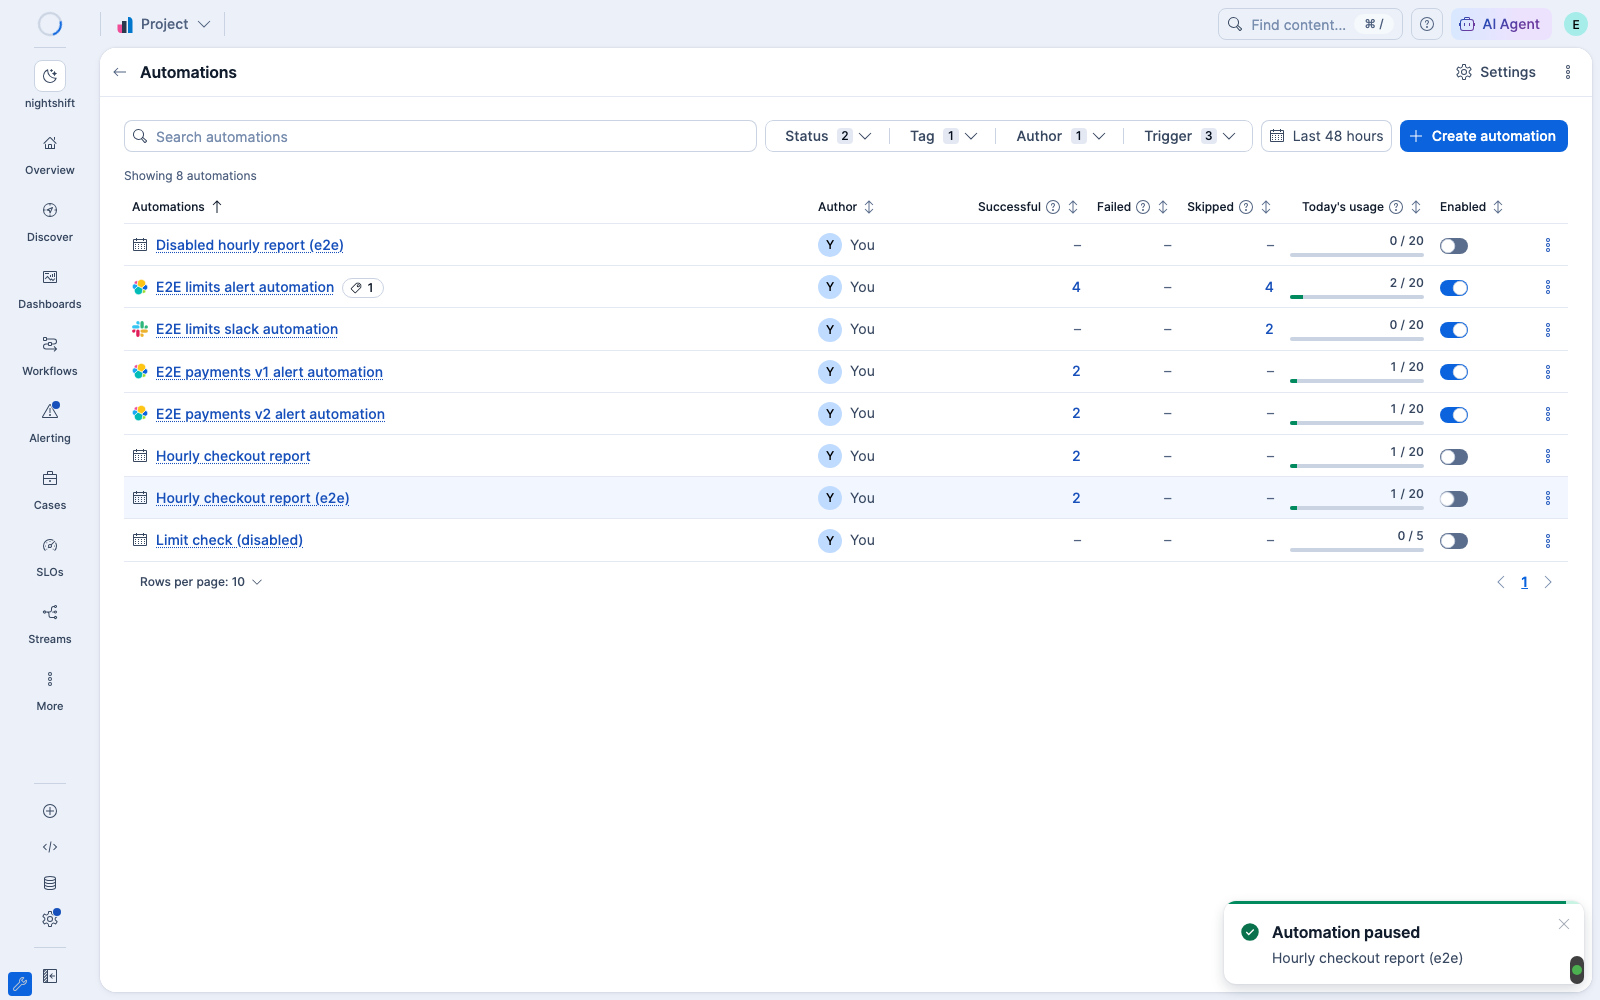 Project
Find content...
⌘ /
AI Agent
E
nightshift
Overview
Discover
Dashboards
Workflows
Alerting
Cases
SLOs
Streams
More
Automations
Settings
Search automations
Status 2
Tag 1
Author 1
Trigger 3
Last 48 hours
Create automation
Showing 8 automations
Automations Author Successful Failed Skipped Today's usage Enabled
Disabled hourly report (e2e) Y You – – – 0 / 20
E2E limits alert automation 1 Y You 4 – 4 2 / 20
E2E limits slack automation Y You – – 2 0 / 20
E2E payments v1 alert automation Y You 2 – – 1 / 20
E2E payments v2 alert automation Y You 2 – – 1 / 20
Hourly checkout report Y You 2 – – 1 / 20
Hourly checkout report (e2e) Y You 2 – – 1 / 20
Limit check (disabled) Y You – – – 0 / 5
Rows per page: 10
1
Automation paused
Hourly checkout report (e2e)